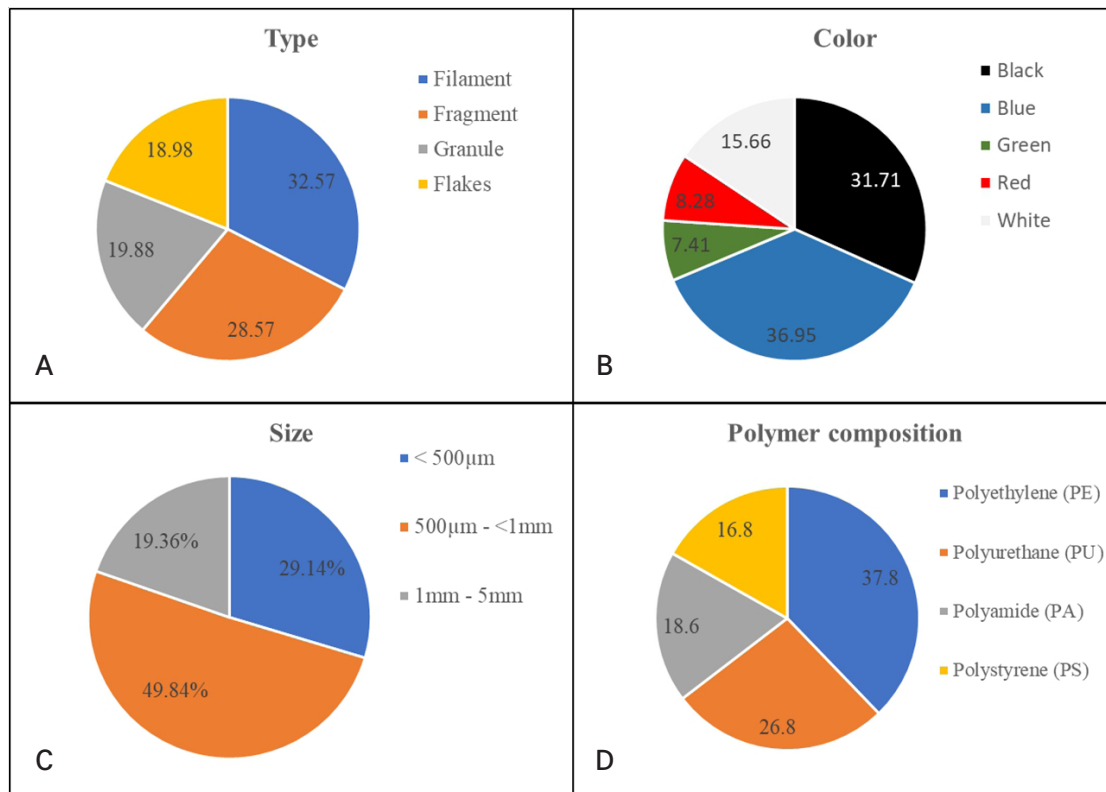 Type
Filament
Fragment
Granule
Flakes
18.98
32.57
19.88
28.57
A
Color
Black
Blue
Green
Red
White
15.66
31.71
8.28
7.41
36.95
B
Size
< 500µm
500µm - <1mm
1mm - 5mm
19.36%
29.14%
49.84%
C
Polymer composition
Polyethylene (PE)
Polyurethane (PU)
Polyamide (PA)
Polystyrene (PS)
16.8
37.8
18.6
26.8
D